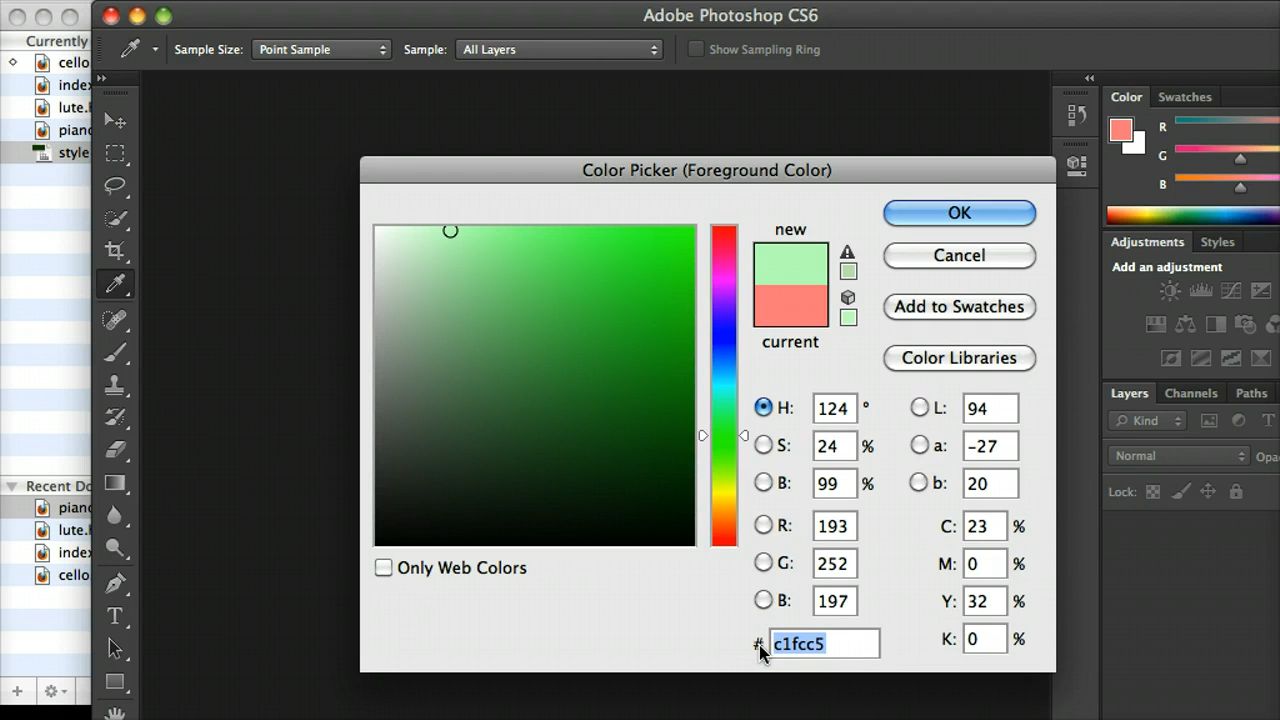 Adobe Photoshop CS6
Currently
Sample Size: Point Sample Sample: All Layers Show Sampling Ring
cello
index
lute.h
piano
style
Recent Do
piano
lute.
index
cello
Color Picker (Foreground Color)
new
current
OK
Cancel
Add to Swatches
Color Libraries
H: 124 ° L: 94
S: 24 % a: -27
B: 99 % b: 20
R: 193 C: 23 %
G: 252 M: 0 %
B: 197 Y: 32 %
# c1fcc5 K: 0 %
Only Web Colors
Color Swatches
R
G
B
Adjustments Styles
Add an adjustment
Layers Channels Paths
Kind
Normal Opa
Lock: